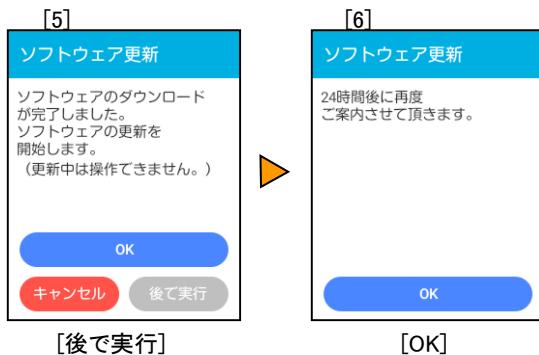 [5]
ソフトウェア更新
ソフトウェアのダウンロード
が完了しました。
ソフトウェアの更新を
開始します。
（更新中は操作できません。）
OK
キャンセル
後で実行
[後で実行]
[6]
ソフトウェア更新
24時間後に再度
ご案内させて頂きます。
OK
[OK]